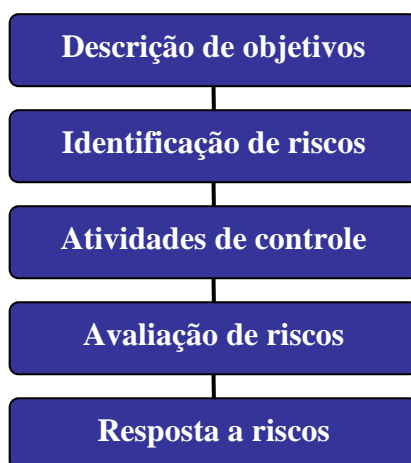 Descrição de objetivos
Identificação de riscos
Atividades de controle
Avaliação de riscos
Resposta a riscos